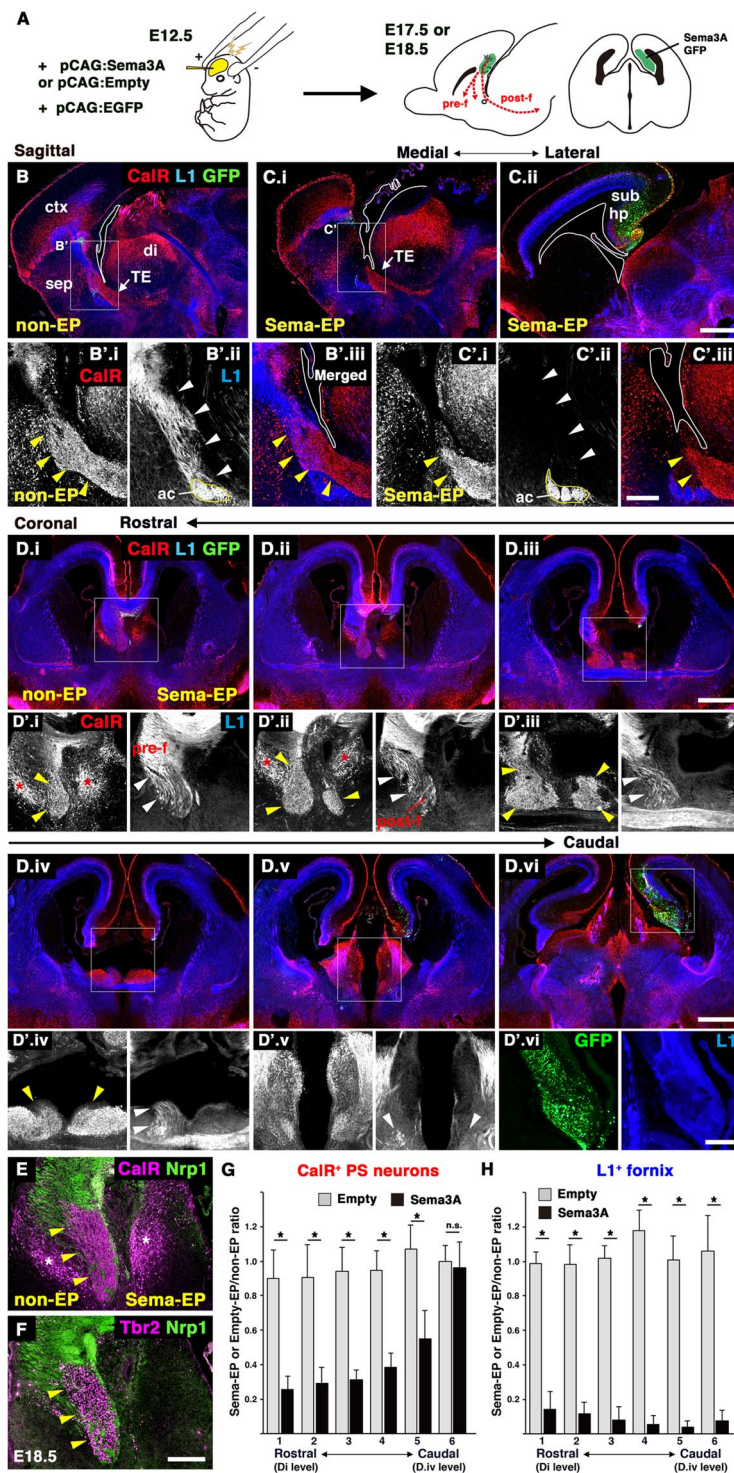 A
E12.5
+ pCAG:Sema3A
or pCAG:Empty
+ pCAG:EGFP
+
-
E17.5 or
E18.5
pre-f
post-f
Sema3A
GFP
Sagittal
Medial
Lateral
B
CalR L1 GFP
ctx
B'
di
sep
TE
non-EP
C.i
C'
TE
Sema-EP
C.ii
sub
hp
Sema-EP
B'.i
CalR
non-EP
B'.ii
L1
ac
B'.iii
Merged
C'.i
Sema-EP
C'.ii
ac
C'.iii
Coronal
Rostral
D.i
CalR L1 GFP
non-EP
Sema-EP
D.ii
D.iii
D'.i
CalR
*
*
L1
pre-f
D'.ii
*
*
post-f
D'.iii
Caudal
D.iv
D.v
D.vi
D'.iv
D'.v
D'.vi
GFP
L1
E
CalR Nrp1
*
*
non-EP
Sema-EP
F
Tbr2 Nrp1
E18.5
G
CalR+ PS neurons
Empty
Sema3A
Sema-EP or Empty-EP/non-EP ratio
1.2
1.0
0.8
0.6
0.4
0.2
0
* * * * * n.s.
1 2 3 4 5 6
Rostral
Caudal
(Di level)
(D.iv level)
H
L1+ fornix
Empty
Sema3A
Sema-EP or Empty-EP/non-EP ratio
1.2
1.0
0.8
0.6
0.4
0.2
0
* * * * * *
1 2 3 4 5 6
Rostral
Caudal
(Di level)
(D.iv level)